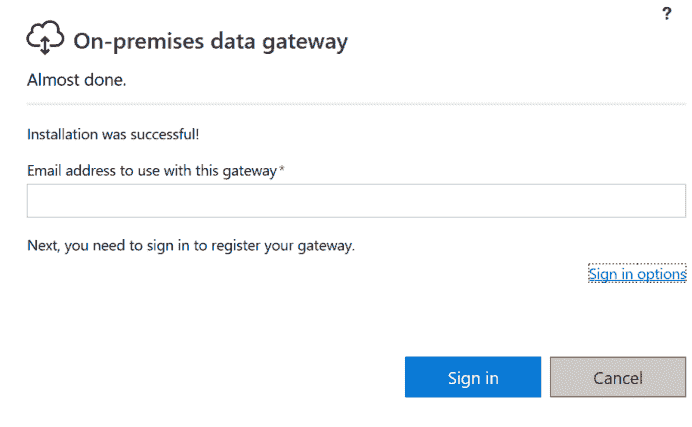 ?
On-premises data gateway
Almost done.
Installation was successful!
Email address to use with this gateway*
Next, you need to sign in to register your gateway.
Sign in options
Sign in
Cancel